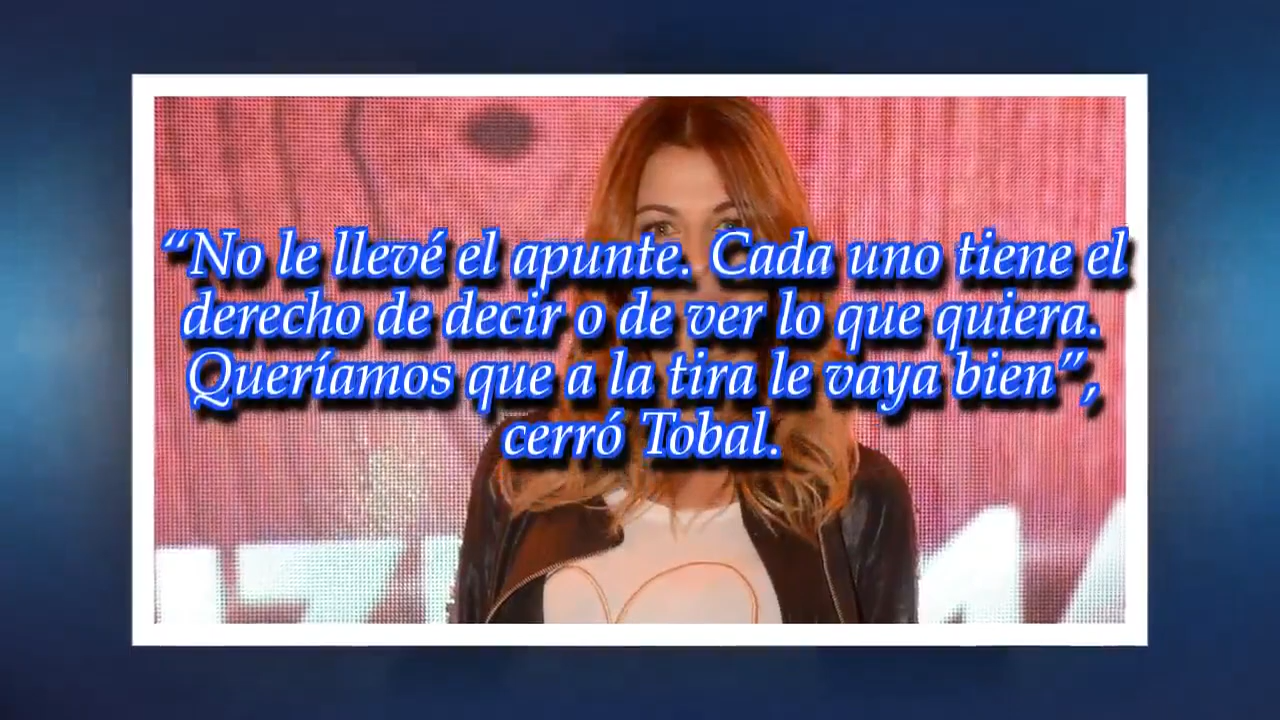 “No le llevé el apunte. Cada uno tiene el
derecho de decir o de ver lo que quiera.
Queríamos que a la tira le vaya bien”,
cerró Tobal.